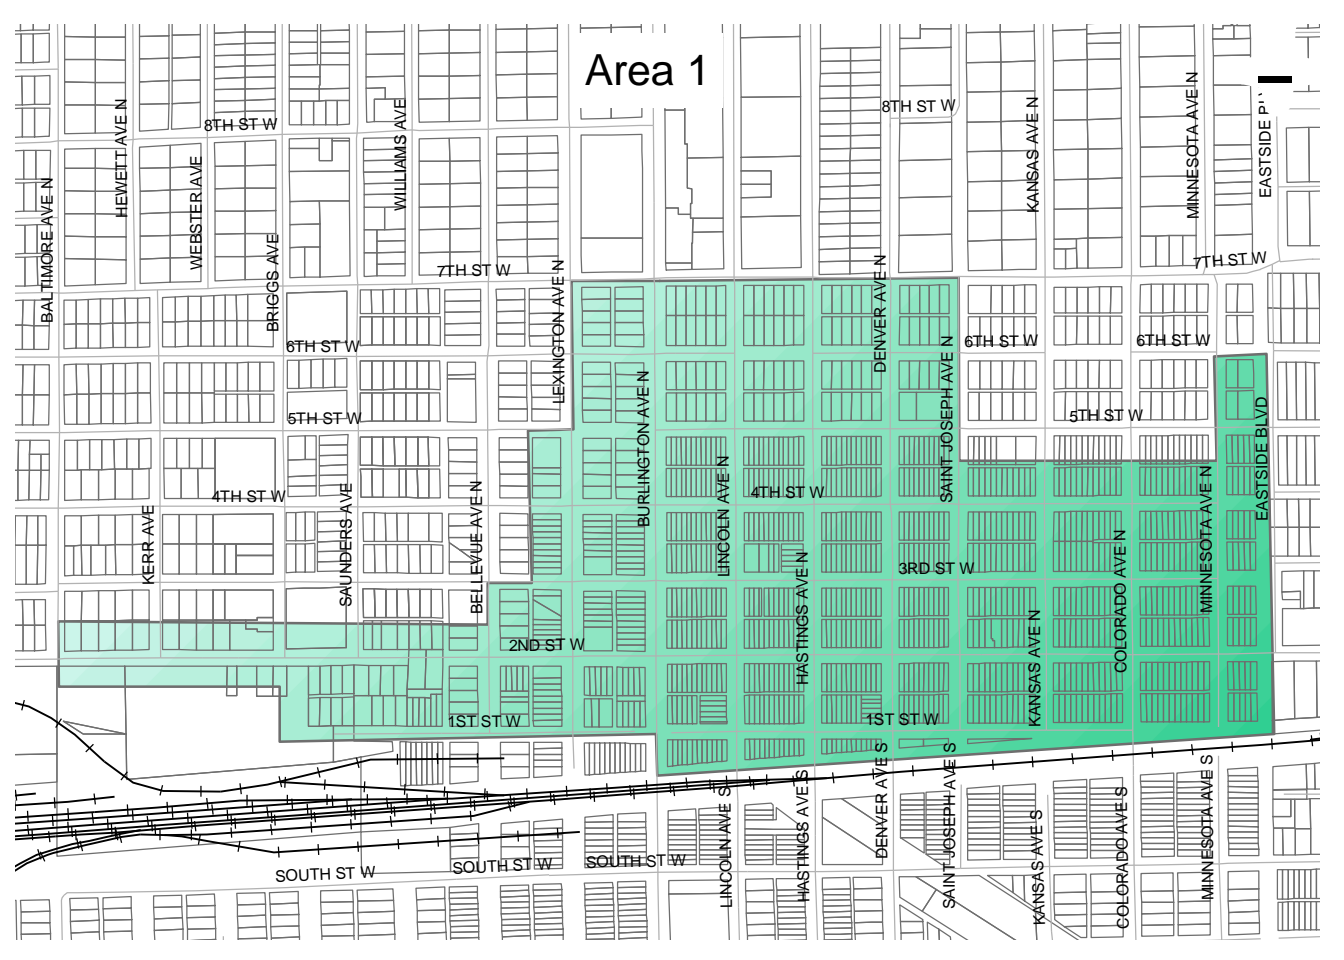 Area 1
8TH ST W
8TH ST W
HEWETT AVE N
WILLIAMS AVE
KANSAS AVE N
MINNESOTA AVE N
BALTIMORE AVE N
WEBSTER AVE
BRIGGS AVE
7TH ST W
LEXINGTON AVE N
DENVER AVE N
7TH ST W
6TH ST W
6TH ST W
6TH ST W
SAINT JOSEPH AVE N
5TH ST W
5TH ST W
BURLINGTON AVE N
EASTSIDE BLVD
4TH ST W
4TH ST W
KERR AVE
SAUNDERS AVE
BELLEVUE AVE N
LINCOLN AVE N
MINNESOTA AVE N
3RD ST W
HASTINGS AVE N
COLORADO AVE N
KANSAS AVE N
2ND ST W
1ST ST W
1ST ST W
LINCOLN AVE S
HASTINGS AVE S
DENVER AVE S
SAINT JOSEPH AVE S
KANSAS AVE S
COLORADO AVE S
MINNESOTA AVE S
SOUTH ST W
SOUTH ST W
SOUTH ST W